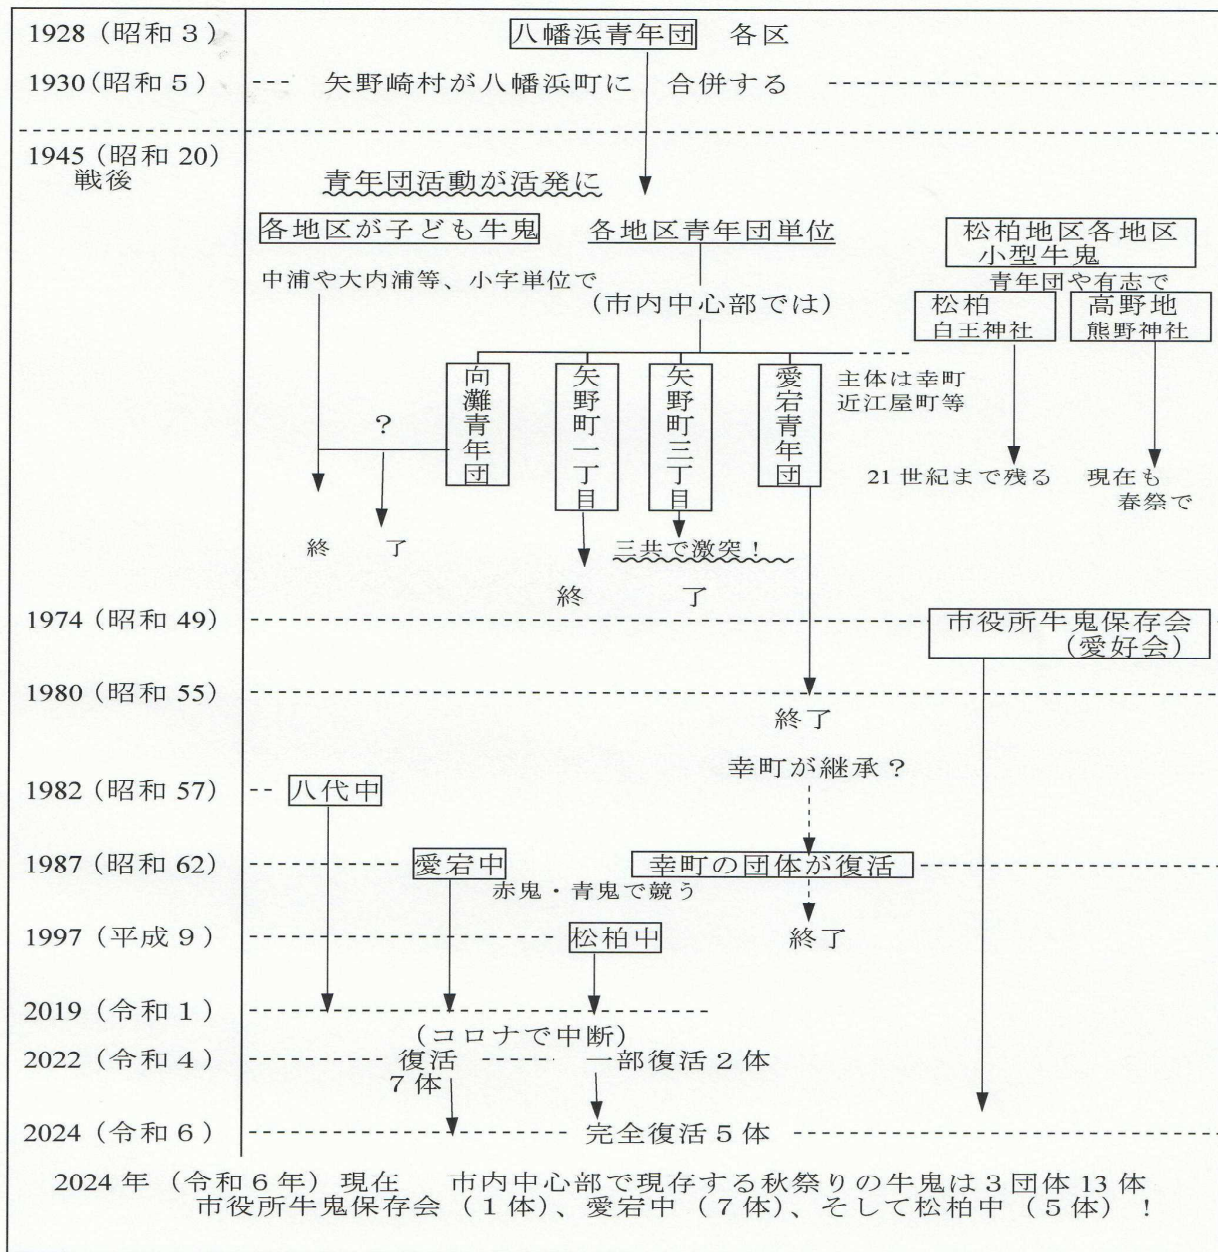 1928 (昭和 3) 八幡浜青年団 各区
1930 (昭和 5) 矢野崎村が八幡浜町に 合併する
1945 (昭和 20)
戦後
青年団活動が活発に
各地区が子ども牛鬼 各地区青年団単位
松柏地区各地区
小型牛鬼
中浦や大内浦等、小字単位で
青年団や有志で
(市内中心部では)
松柏
白王神社
高野地
熊野神社
向灘青年団
矢野町一丁目
矢野町三丁目
愛宕青年団
主体は幸町
近江屋町等
?
21世紀まで残る
現在も
春祭で
終 了
三共で激突!
終 了
1974 (昭和 49)
市役所牛鬼保存会
(愛好会)
1980 (昭和 55)
終了
幸町が継承?
1982 (昭和 57) 八代中
1987 (昭和 62) 愛宕中 幸町の団体が復活
赤鬼・青鬼で競う
1997 (平成 9) 松柏中 終了
2019 (令和 1)
(コロナで中断)
2022 (令和 4) 復活 一部復活2体
7体
2024 (令和 6) 完全復活5体
2024年 (令和6年) 現在 市内中心部で現存する秋祭りの牛鬼は3団体13体
市役所牛鬼保存会 (1体)、愛宕中 (7体)、そして松柏中 (5体) !